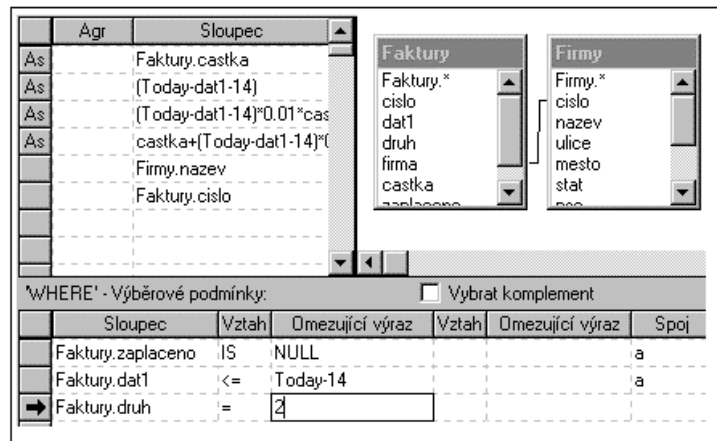 Agr Sloupec
As Faktury.castka
As (Today-dat1-14)
As (Today-dat1-14)*0.01*cas
As castka+(Today-dat1-14)*0
Firmy.nazev
Faktury.cislo
Faktury
Faktury.*
cislo
dat1
druh
firma
castka
zaplaceno
Firmy
Firmy.*
cislo
nazev
ulice
mesto
stat
'WHERE' - Výběrové podmínky: Vybrat komplement
Sloupec Vztah Omezující výraz Vztah Omezující výraz Spoj
Faktury.zaplaceno IS NULL a
Faktury.dat1 <= Today-14 a
Faktury.druh = 2